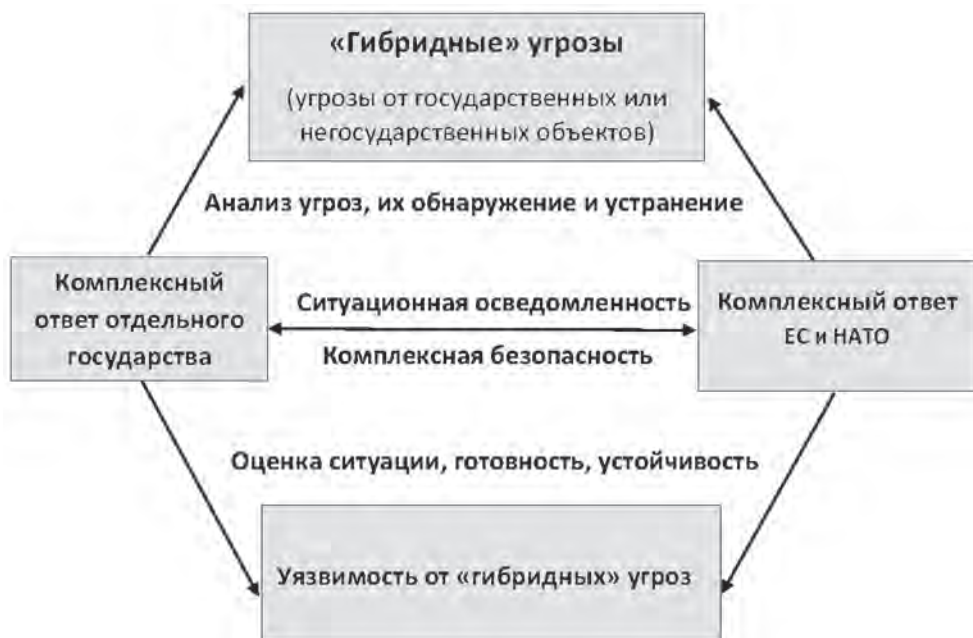 «Гибридные» угрозы
(угрозы от государственных или
негосударственных объектов)
Анализ угроз, их обнаружение и устранение
Комплексный
ответ отдельного
государства
Ситуационная осведомленность
Комплексная безопасность
Комплексный ответ
ЕС и НАТО
Оценка ситуации, готовность, устойчивость
Уязвимость от «гибридных» угроз